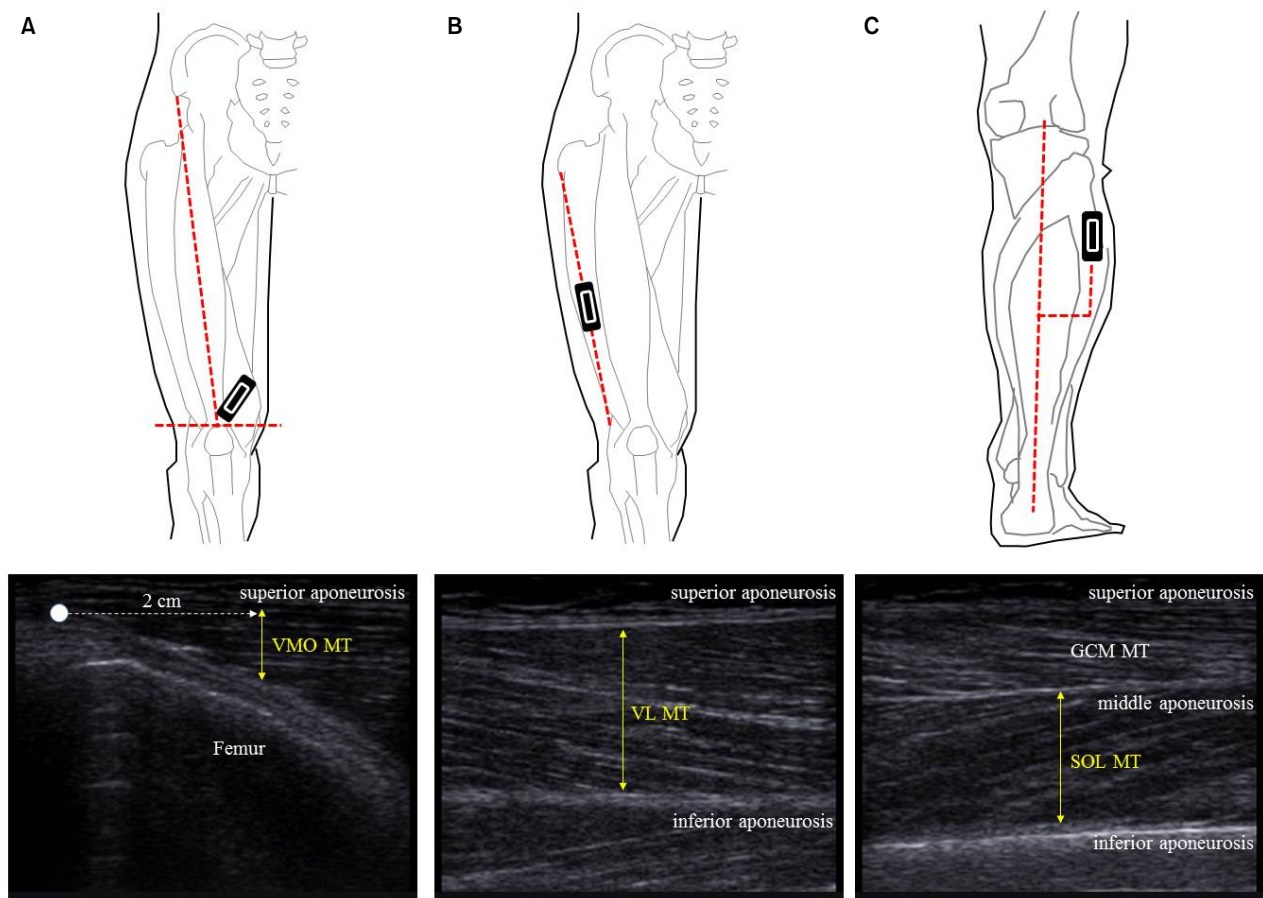 A
B
C
2 cm
superior aponeurosis
VMO MT
Femur
superior aponeurosis
VL MT
inferior aponeurosis
superior aponeurosis
GCM MT
middle aponeurosis
SOL MT
inferior aponeurosis